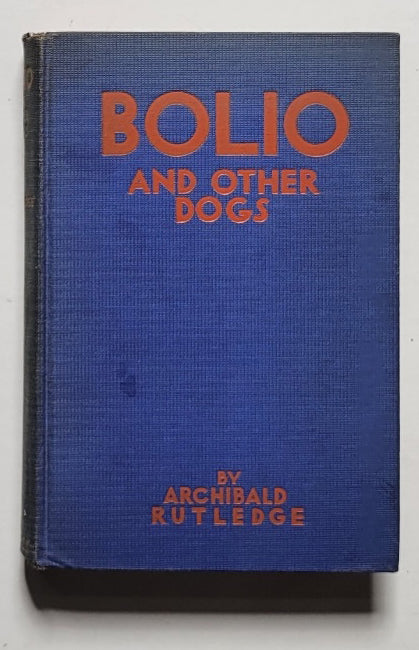 BOLIO
AND OTHER
DOGS
BY
ARCHIBALD
RUTLEDGE